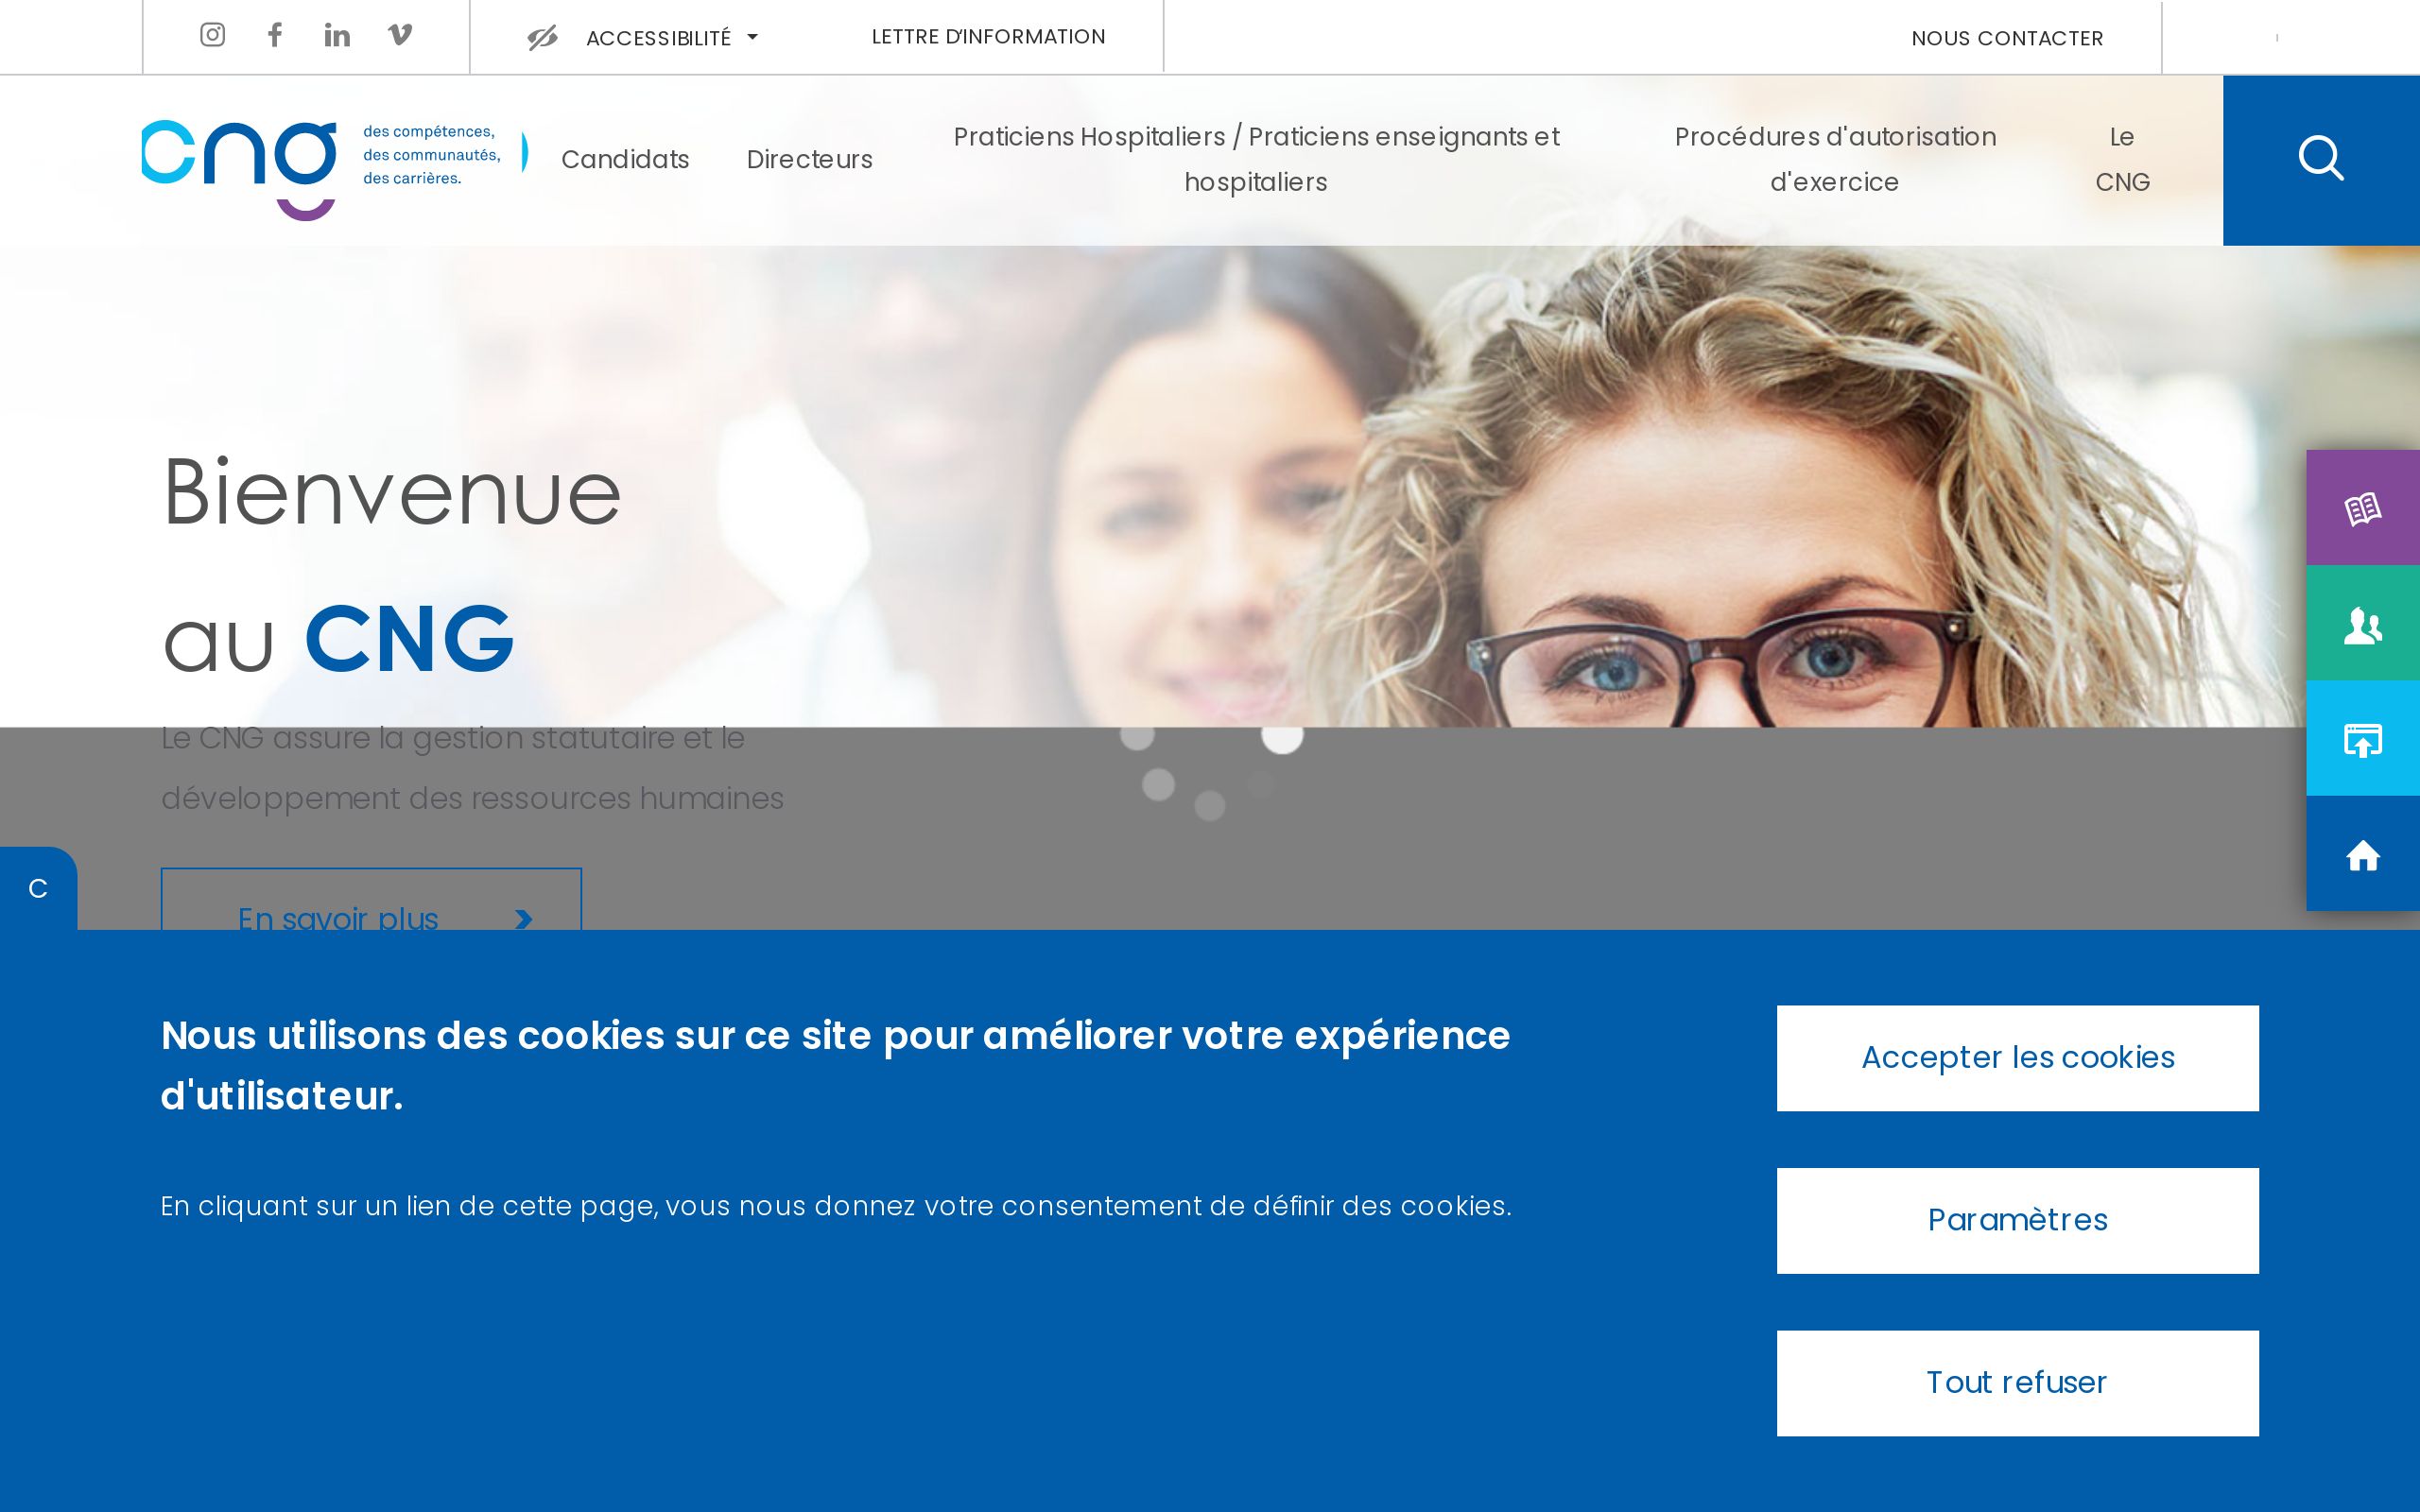 ACCESSIBILITÉ
LETTRE D'INFORMATION
NOUS CONTACTER
cng
des compétences,
des communautés,
des carrières.
Candidats
Directeurs
Praticiens Hospitaliers / Praticiens enseignants et
hospitaliers
Procédures d'autorisation
d'exercice
Le
CNG
Bienvenue
au CNG
Le CNG assure la gestion statutaire et le
développement des ressources humaines
En savoir plus
C
Nous utilisons des cookies sur ce site pour améliorer votre expérience
d'utilisateur.
En cliquant sur un lien de cette page, vous nous donnez votre consentement de définir des cookies.
Accepter les cookies
Paramètres
Tout refuser